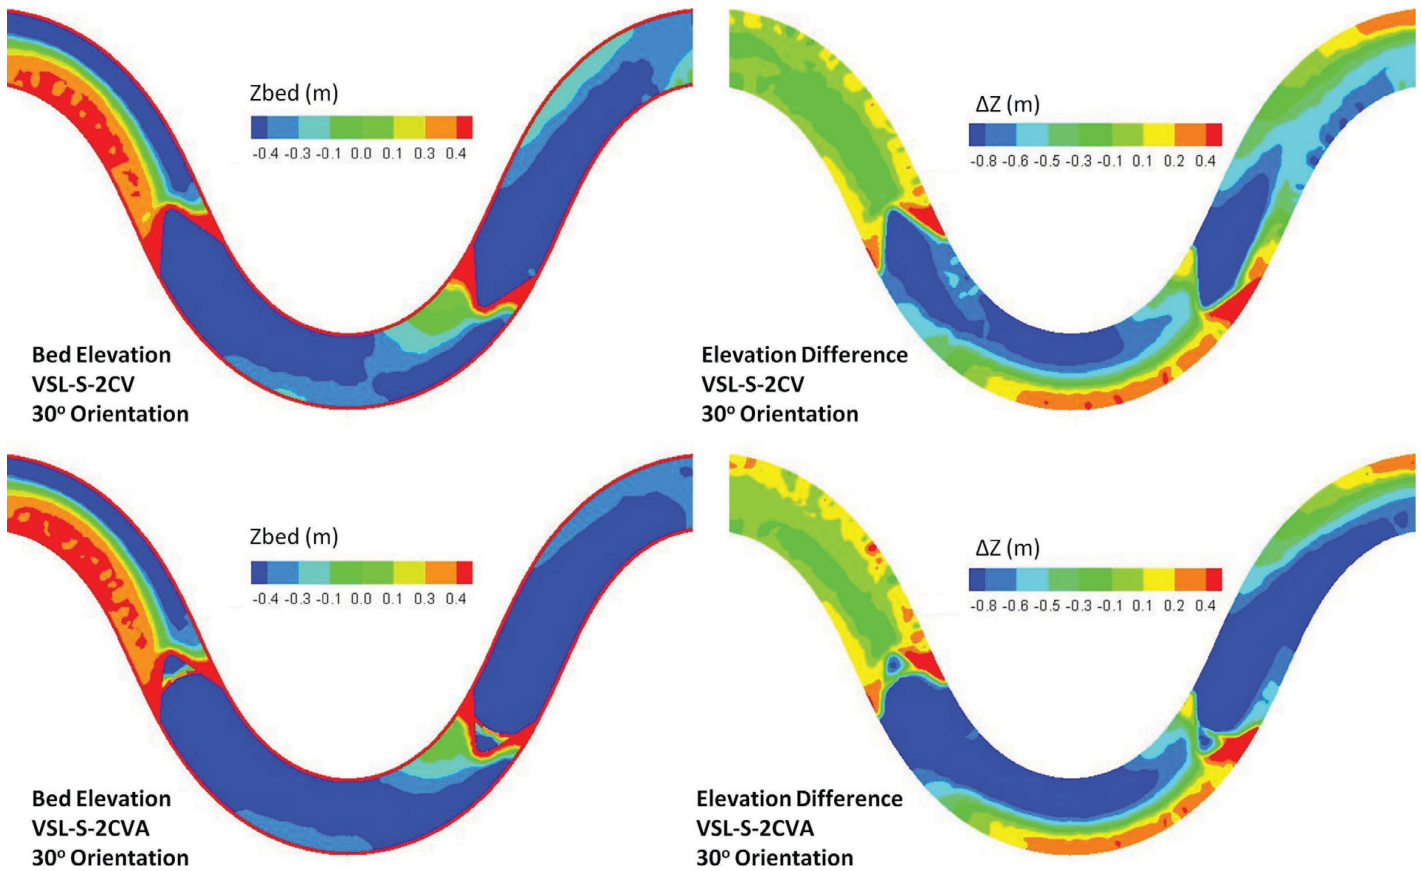 Zbed (m)
-0.4 -0.3 -0.1 0.0 0.1 0.3 0.4
Bed Elevation
VSL-S-2CV
30° Orientation
ΔZ (m)
-0.8 -0.6 -0.5 -0.3 -0.1 0.1 0.2 0.4
Elevation Difference
VSL-S-2CV
30° Orientation
Zbed (m)
-0.4 -0.3 -0.1 0.0 0.1 0.3 0.4
Bed Elevation
VSL-S-2CVA
30° Orientation
ΔZ (m)
-0.8 -0.6 -0.5 -0.3 -0.1 0.1 0.2 0.4
Elevation Difference
VSL-S-2CVA
30° Orientation